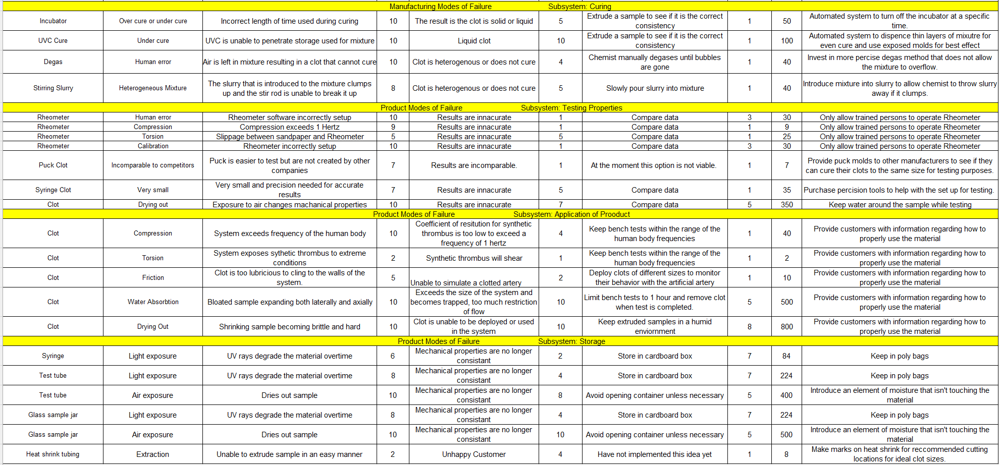 Manufacturing Modes of Failure Subsystem: Curing
Incubator Over cure or under cure Incorrect length of time used during curing 10 The result is the clot is solid or liquid 5 Extrude a sample to see if it is the correct consistency 1 50 Automated system to turn off the incubator at a specific time.
UVC Cure Under cure UVC is unable to penetrate storage used for mixture 10 Liquid clot 10 Extrude a sample to see if it is the correct consistency 1 100 Automated system to dispence thin layers of mixutre for even cure and use exposed molds for best effect
Degas Human error Air is left in mixture resulting in a clot that cannot cure 10 Clot is heterogenous or does not cure 4 Chemist manually degases until bubbles are gone 1 40 Invest in more percise degas method that does not allow the mixture to overflow.
Stirring Slurry Heterogeneous Mixture The slurry that is introduced to the mixture clumps up and the stir rod is unable to break it up 8 Clot is heterogenous or does not cure 5 Slowly pour slurry into mixture 1 40 Introduce mixture into slurry to allow chemist to throw slurry away if it clumps.
Product Modes of Failure Subsystem: Testing Properties
Rheometer Human error Rheometer software incorrectly setup 10 Results are innacurate 1 Compare data 3 30 Only allow trained persons to operate Rheometer
Rheometer Compression Compression exceeds 1 Hertz 9 Results are innacurate 1 Compare data 1 9 Only allow trained persons to operate Rheometer
Rheometer Torsion Slippage between sandpaper and Rheometer 5 Results are innacurate 5 Compare data 1 25 Only allow trained persons to operate Rheometer
Rheometer Calibration Rheometer incorrectly setup 10 Results are innacurate 1 Compare data 3 30 Only allow trained persons to operate Rheometer
Puck Clot Incomparable to competitors Puck is easier to test but are not created by other companies 7 Results are incomparable. 1 At the moment this option is not viable. 1 7 Provide puck molds to other manufacturers to see if they can cure their clots to the same size for testing purposes.
Syringe Clot Very small Very small and precision needed for accurate results 7 Results are innacurate 5 Compare data 1 35 Purchase percision tools to help with the set up for testing.
Clot Drying out Exposure to air changes machanical properties 10 Results are innacurate 7 Compare data 5 350 Keep water around the sample while testing
Product Modes of Failure Subsystem: Application of Prooduct
Clot Compression System exceeds frequency of the human body 10 Coefficient of resitution for synthetic thrombus is too low to exceed a frequency of 1 hertz 4 Keep bench tests within the range of the human body frequencies 1 40 Provide customers with information regarding how to properly use the material
Clot Torsion System exposes sythetic thrombus to extreme conditions 2 Synthetic thrombus will shear 1 Keep bench tests within the range of the human body frequencies 1 2 Provide customers with information regarding how to properly use the material
Clot Friction Clot is too lubricious to cling to the walls of the system. 5 Unable to simulate a clotted artery 2 Deploy clots of different sizes to monitor their behavior with the artificial artery 1 10 Provide customers with information regarding how to properly use the material
Clot Water Absorbtion Bloated sample expanding both laterally and axially 10 Exceeds the size of the system and becomes trapped, too much restriction of flow 10 Limit bench tests to 1 hour and remove clot when test is completed. 5 500 Provide customers with information regarding how to properly use the material
Clot Drying Out Shrinking sample becoming brittle and hard 10 Clot is unable to be deployed or used in the system 10 Keep extruded samples in a humid enviornment 8 800 Provide customers with information regarding how to properly use the material
Product Modes of Failure Subsystem: Storage
Syringe Light exposure UV rays degrade the material overtime 6 Mechanical properties are no longer consistant 2 Store in cardboard box 7 84 Keep in poly bags
Test tube Light exposure UV rays degrade the material overtime 8 Mechanical properties are no longer consistant 4 Store in cardboard box 7 224 Keep in poly bags
Test tube Air exposure Dries out sample 10 Mechanical properties are no longer consistant 8 Avoid opening container unless necessary 5 400 Introduce an element of moisture that isn't touching the material
Glass sample jar Light exposure UV rays degrade the material overtime 8 Mechanical properties are no longer consistant 4 Store in cardboard box 7 224 Keep in poly bags
Glass sample jar Air exposure Dries out sample 10 Mechanical properties are no longer consistant 10 Avoid opening container unless necessary 5 500 Introduce an element of moisture that isn't touching the material
Heat shrink tubing Extraction Unable to extrude sample in an easy manner 2 Unhappy Customer 4 Have not implemented this idea yet 1 8 Make marks on heat shrink for reccommended cutting locations for ideal clot sizes.